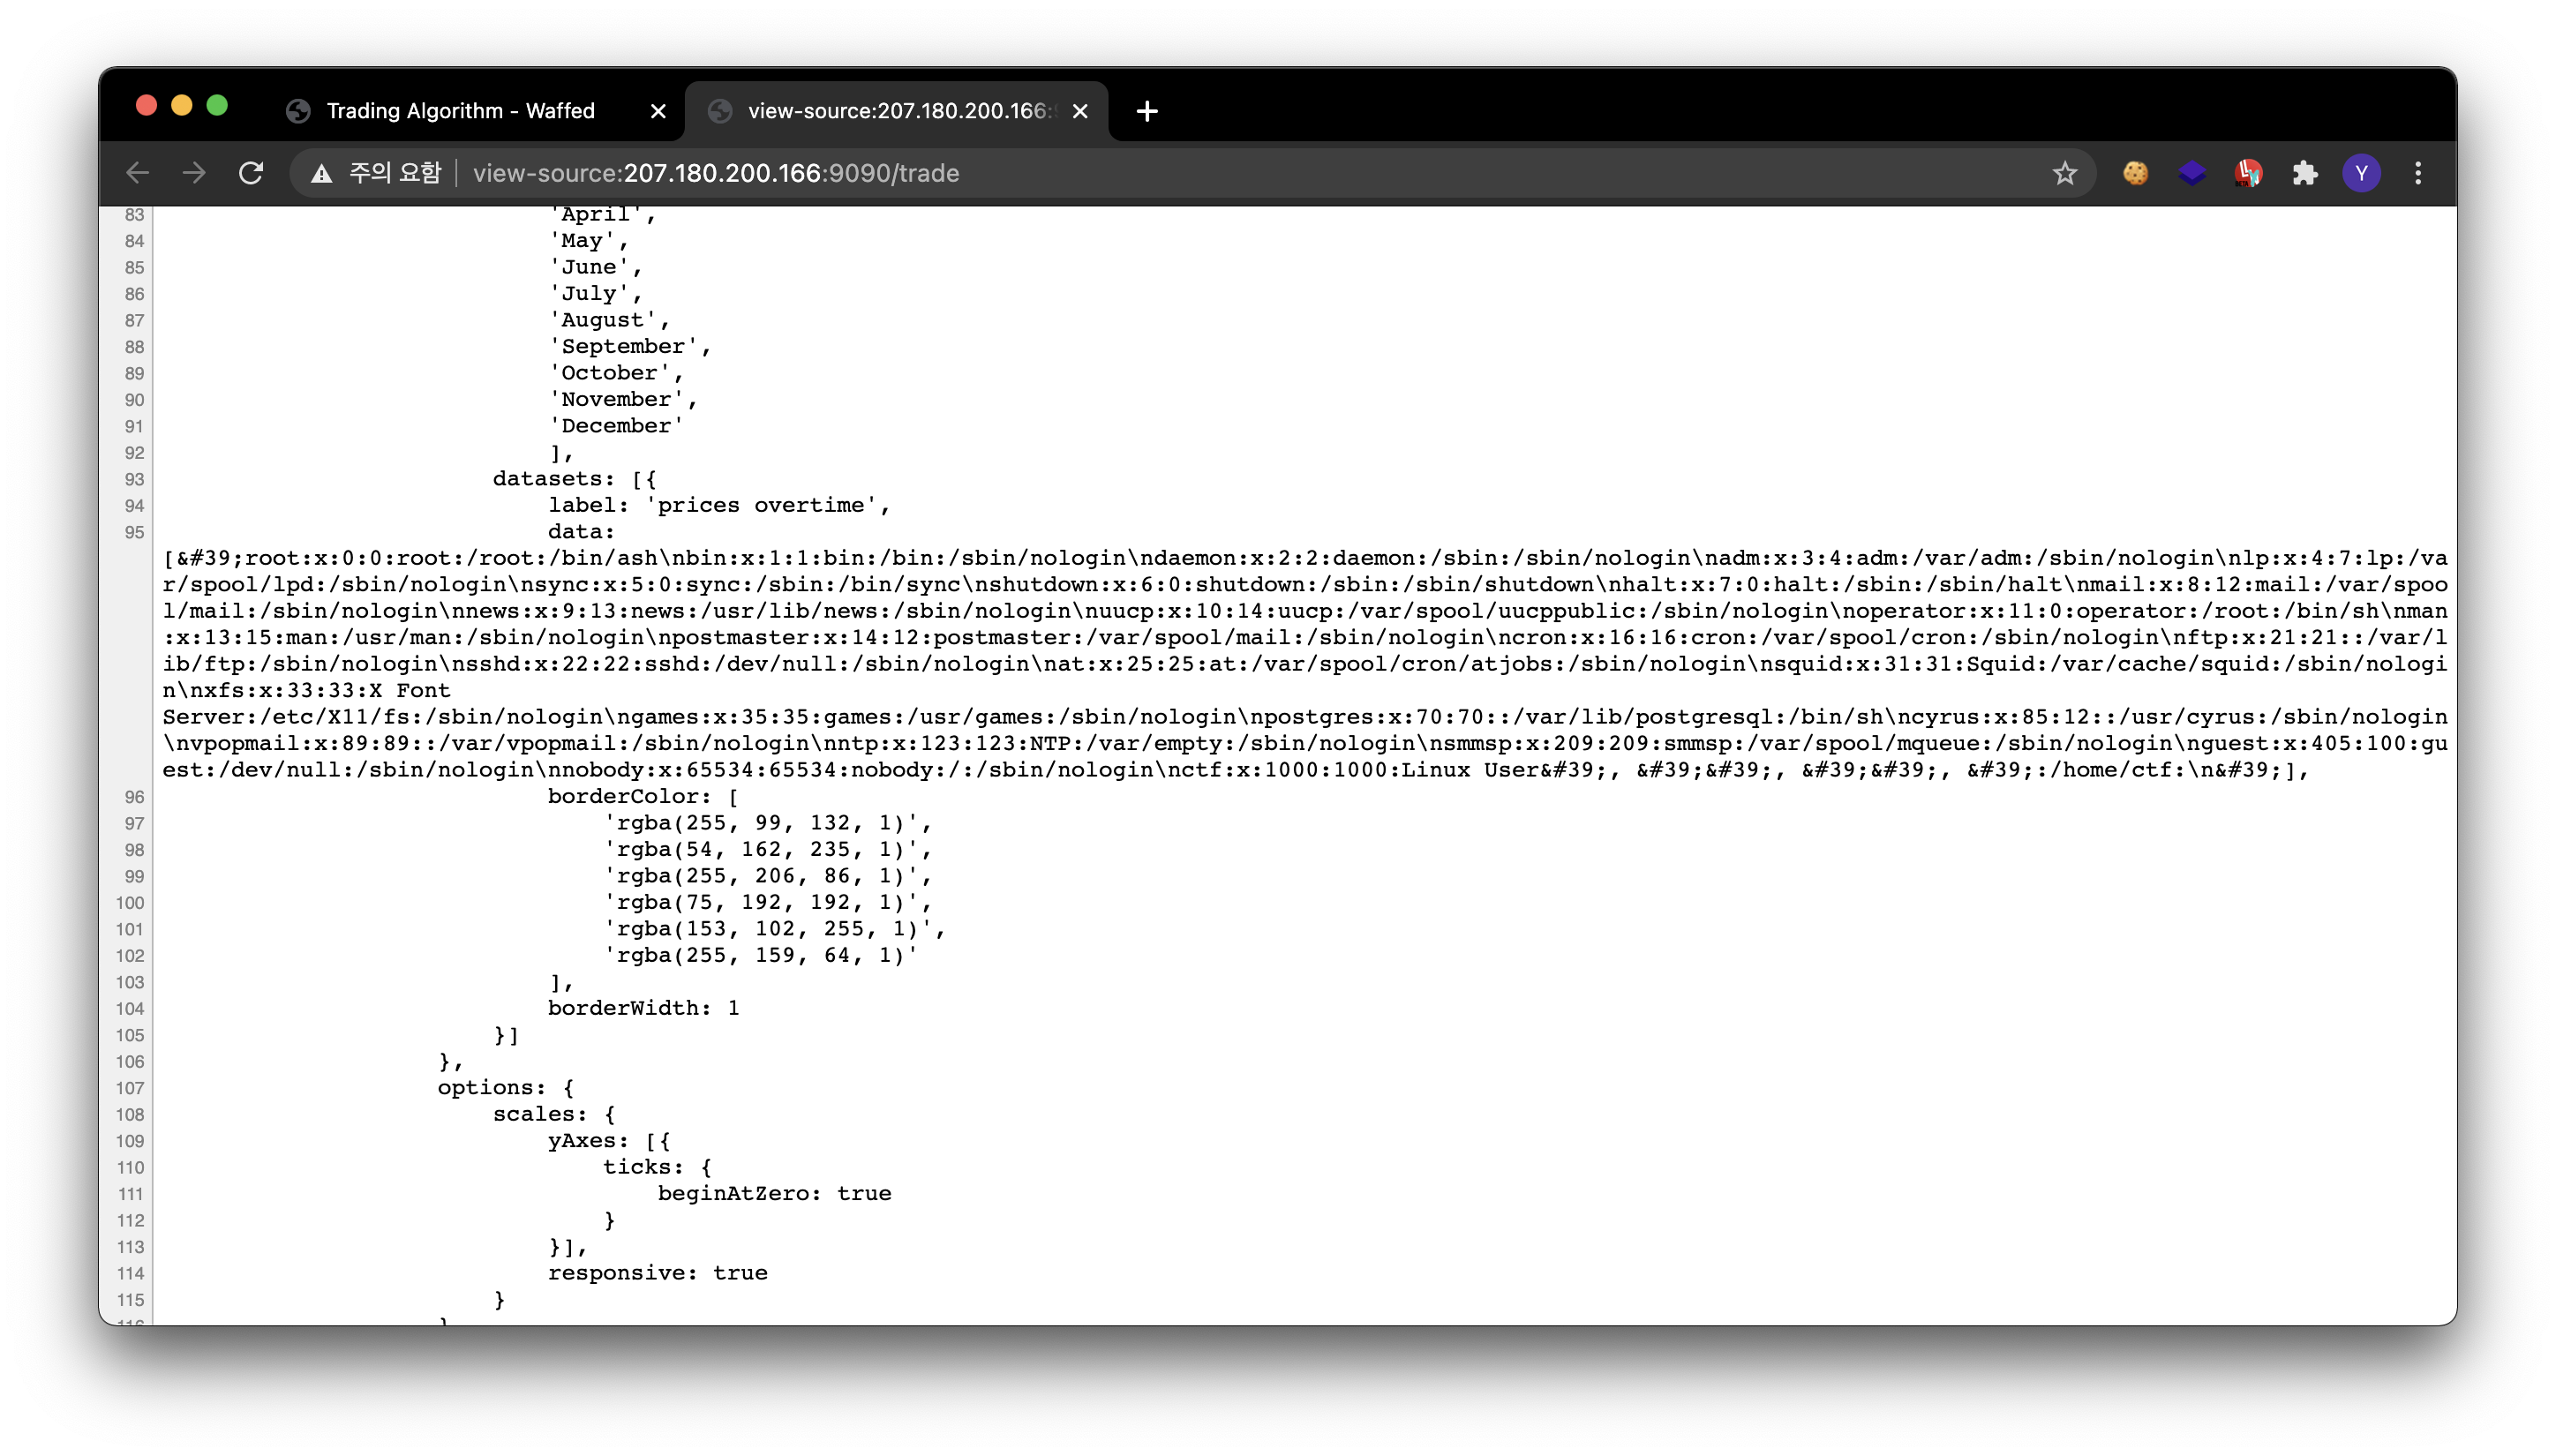 Trading Algorithm - Waffed
view-source:207.180.200.166:
주의 요함 view-source:207.180.200.166:9090/trade
Y
83 'April',
84 'May',
85 'June',
86 'July',
87 'August',
88 'September',
89 'October',
90 'November',
91 'December'
92 ],
93 datasets: [{
94 label: 'prices overtime',
95 data:
[&#39;root:x:0:0:root:/root:/bin/ash\nbin:x:1:1:bin:/bin:/sbin/nologin\ndaemon:x:2:2:daemon:/sbin:/sbin/nologin\nadm:x:3:4:adm:/var/adm:/sbin/nologin\nlp:x:4:7:lp:/va
r/spool/lpd:/sbin/nologin\nsync:x:5:0:sync:/sbin:/bin/sync\nshutdown:x:6:0:shutdown:/sbin:/sbin/shutdown\nhalt:x:7:0:halt:/sbin:/sbin/halt\nmail:x:8:12:mail:/var/spoo
l/mail:/sbin/nologin\nnews:x:9:13:news:/usr/lib/news:/sbin/nologin\nuucp:x:10:14:uucp:/var/spool/uucppublic:/sbin/nologin\noperator:x:11:0:operator:/root:/bin/sh\nman
:x:13:15:man:/usr/man:/sbin/nologin\npostmaster:x:14:12:postmaster:/var/spool/mail:/sbin/nologin\ncron:x:16:16:cron:/var/spool/cron:/sbin/nologin\nftp:x:21:21::/var/l
ib/ftp:/sbin/nologin\nsshd:x:22:22:sshd:/dev/null:/sbin/nologin\nat:x:25:25:at:/var/spool/cron/atjobs:/sbin/nologin\nsquid:x:31:31:Squid:/var/cache/squid:/sbin/nologi
n\nxfs:x:33:33:X Font
Server:/etc/X11/fs:/sbin/nologin\ngames:x:35:35:games:/usr/games:/sbin/nologin\npostgres:x:70:70::/var/lib/postgresql:/bin/sh\ncyrus:x:85:12::/usr/cyrus:/sbin/nologin
\nvpopmail:x:89:89::/var/vpopmail:/sbin/nologin\nntp:x:123:123:NTP:/var/empty:/sbin/nologin\nsmmsp:x:209:209:smmsp:/var/spool/mqueue:/sbin/nologin\nguest:x:405:100:gu
est:/dev/null:/sbin/nologin\nnobody:x:65534:65534:nobody:/:/sbin/nologin\nctf:x:1000:1000:Linux User&#39;, &#39;&#39;, &#39;&#39;, &#39;:/home/ctf:\n&#39;],
96 borderColor: [
97 'rgba(255, 99, 132, 1)',
98 'rgba(54, 162, 235, 1)',
99 'rgba(255, 206, 86, 1)',
100 'rgba(75, 192, 192, 1)',
101 'rgba(153, 102, 255, 1)',
102 'rgba(255, 159, 64, 1)'
103 ],
104 borderWidth: 1
105 }]
106 },
107 options: {
108 scales: {
109 yAxes: [{
110 ticks: {
111 beginAtZero: true
112 }
113 }],
114 responsive: true
115 }
116 }